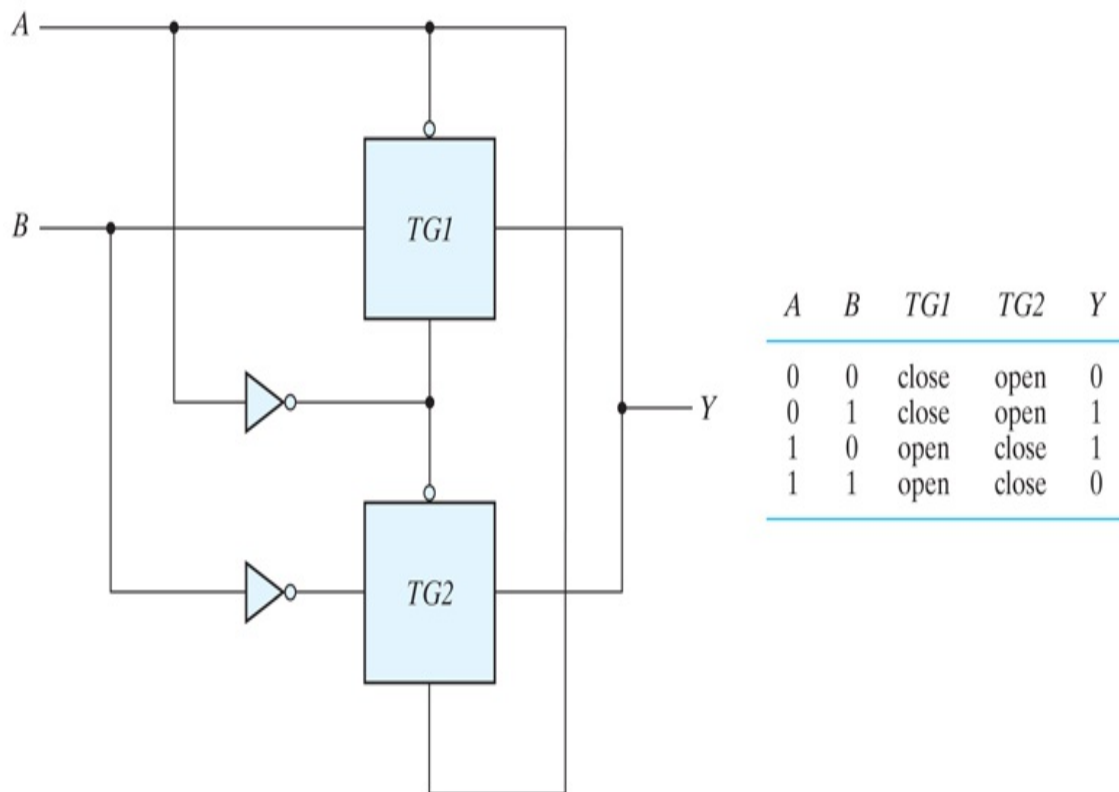 A
B
TG1
TG2
Y
A B TG1 TG2 Y
0 0 close open 0
0 1 close open 1
1 0 open close 1
1 1 open close 0